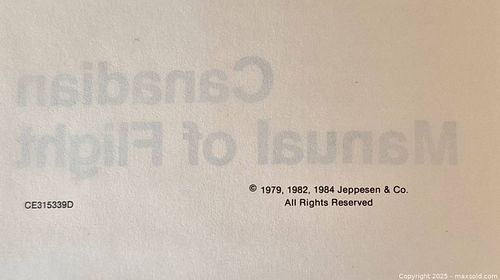 Canadian
Manual of Flight
© 1979, 1982, 1984 Jeppesen & Co.
All Rights Reserved
CE315339D
Copyright 2025 - maxsold.com